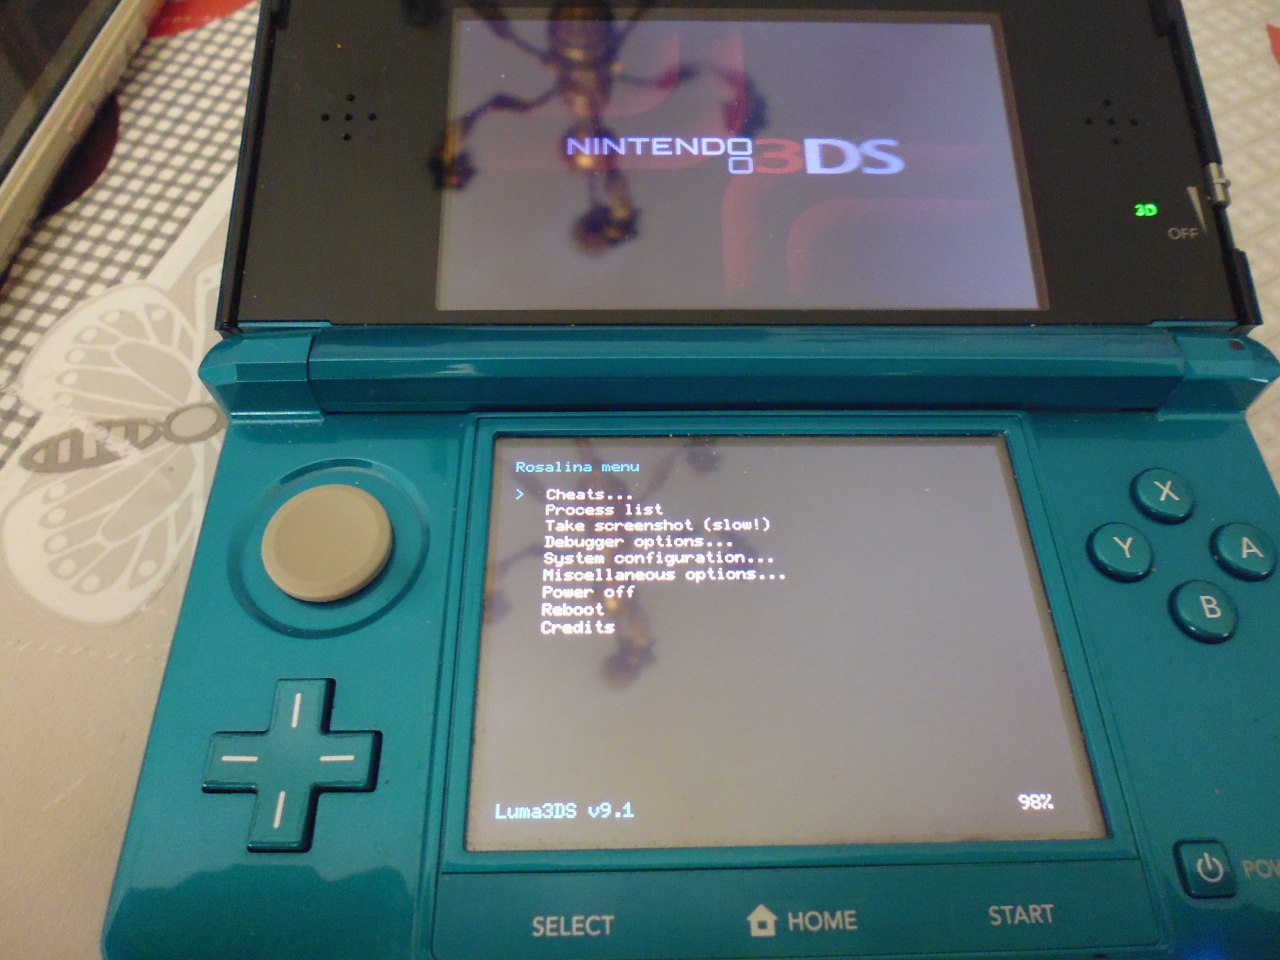 NINTENDO 3DS
3D
OFF
Rosalina menu
> Cheats...
Process list
Take screenshot (slow!)
Debugger options...
System configuration...
Miscellaneous options...
Power off
Reboot
Credits
Luma3DS v9.1
98%
X
Y
A
B
SELECT
HOME
START